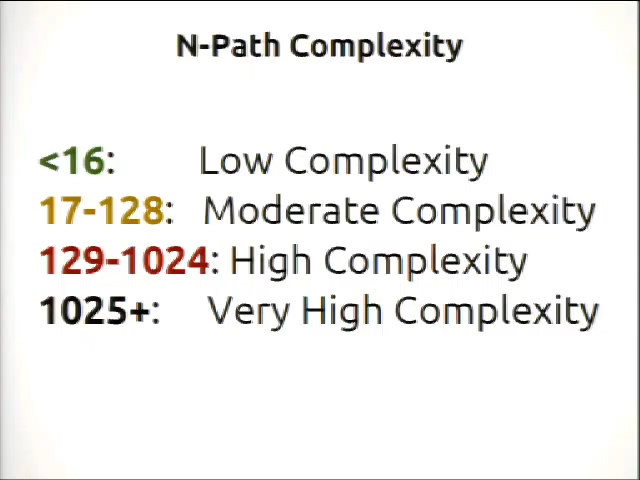 N-Path Complexity
<16: Low Complexity
17-128: Moderate Complexity
129-1024: High Complexity
1025+: Very High Complexity